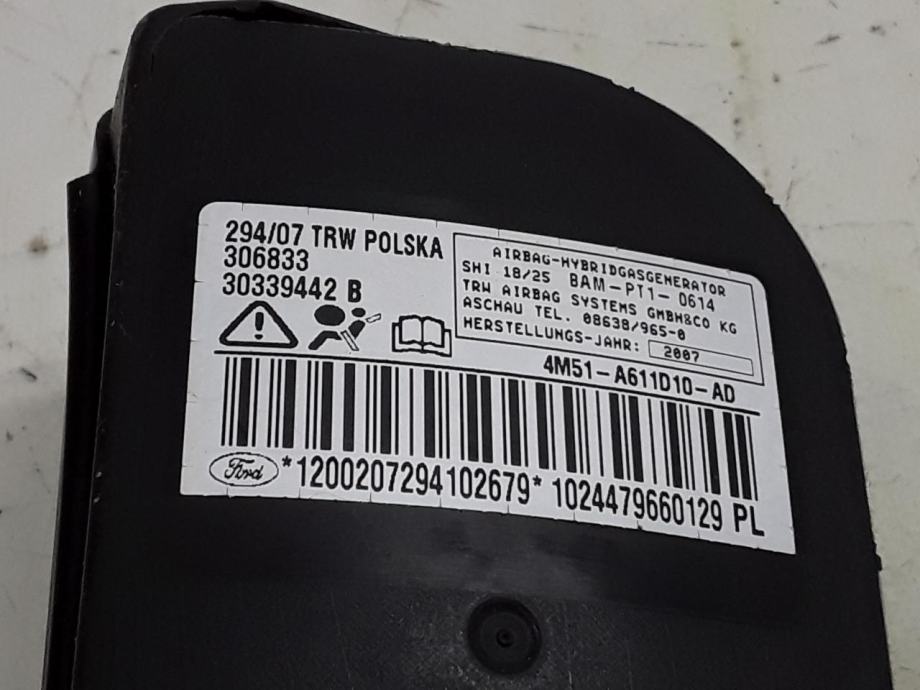 294/07 TRW POLSKA
306833
30339442 B
AIRBAG-HYBRIDGASGENERATOR
SHI 18/25 BAM-PT1-0614
TRW AIRBAG SYSTEMS GMBH&CO KG
ASCHAU TEL. 08638/965-0
HERSTELLUNGS-JAHR: 2007
4M51-A611D10-AD
Ford *1200207294102679* 1024479660129 PL